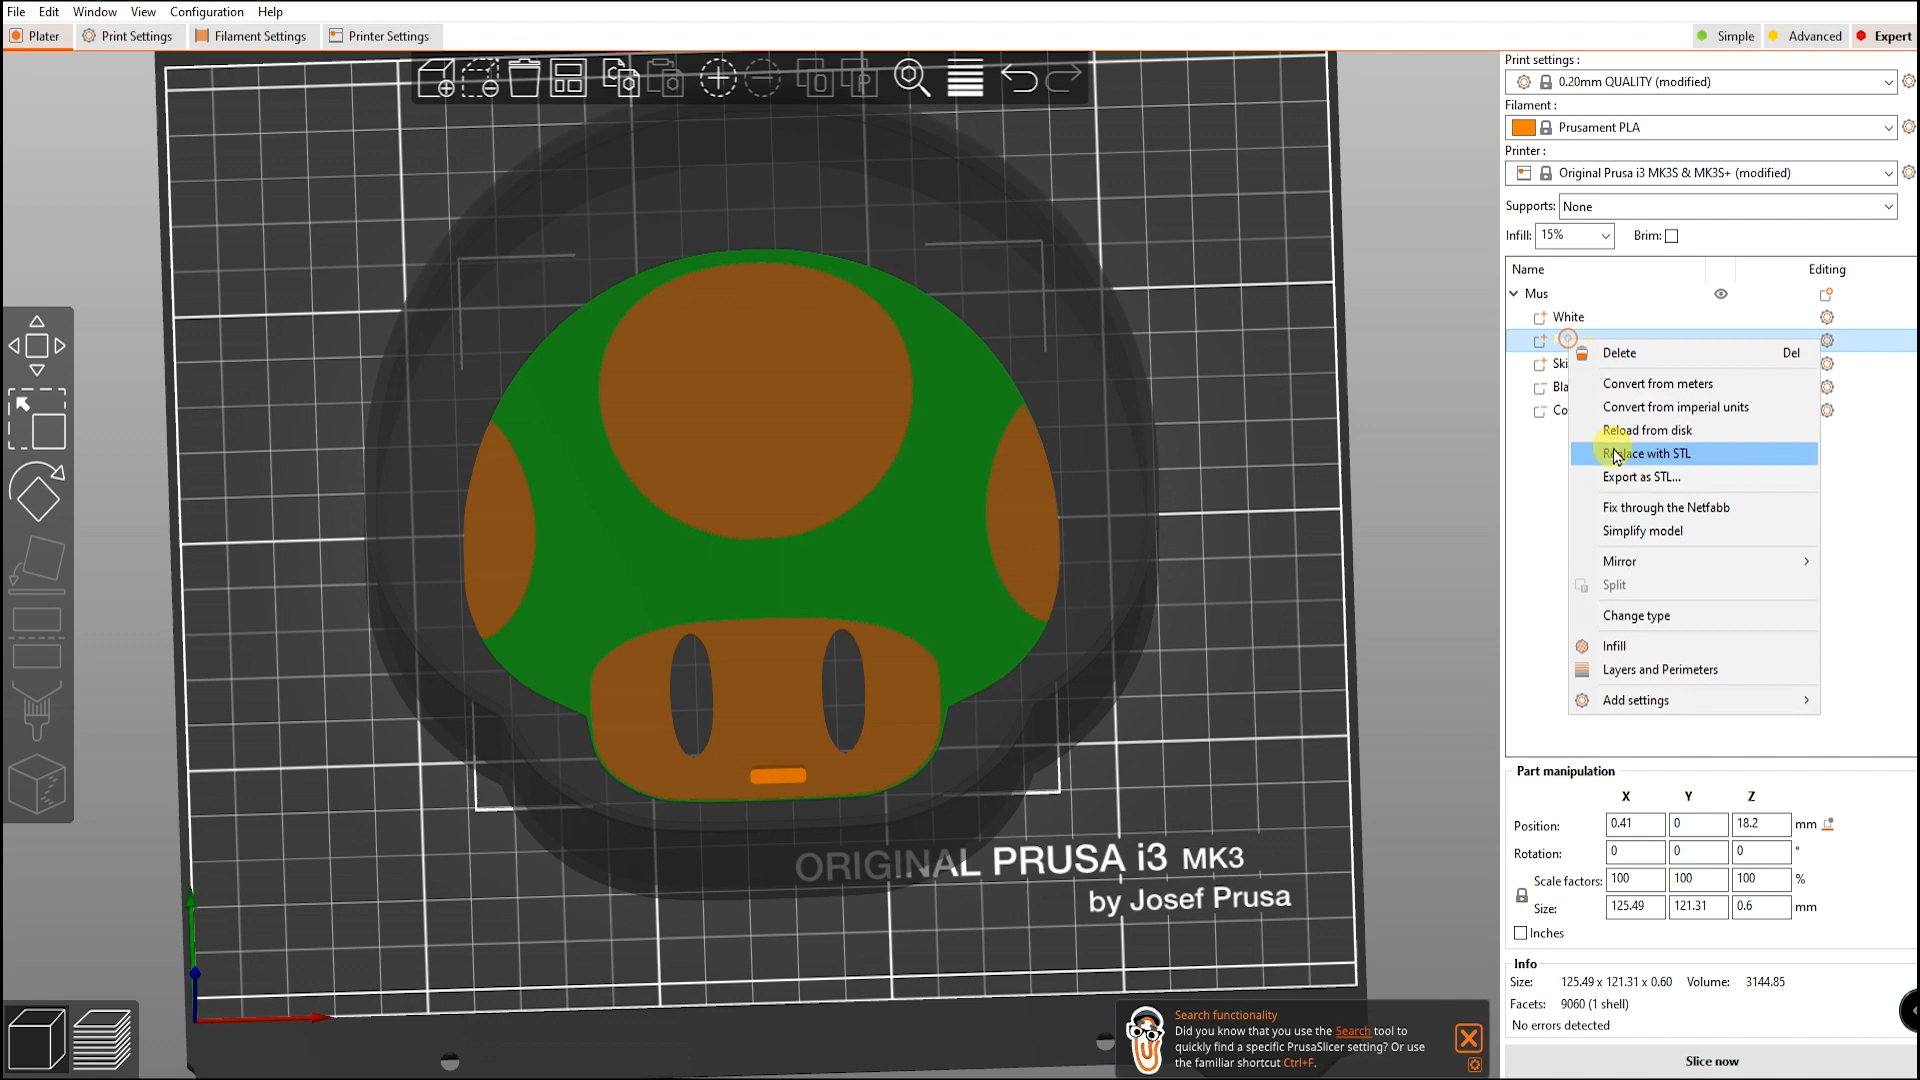 File Edit Window View Configuration Help
Plater Print Settings Filament Settings Printer Settings Simple Advanced Expert
Print settings :
0.20mm QUALITY (modified)
Filament :
Prusament PLA
Printer :
Original Prusa i3 MK3S & MK3S+ (modified)
Supports: None
Infill: 15% Brim:
Name Editing
Mus
White
Ski
Bla
Co
Delete Del
Convert from meters
Convert from imperial units
Reload from disk
Replace with STL
Export as STL...
Fix through the Netfabb
Simplify model
Mirror
Split
Change type
Infill
Layers and Perimeters
Add settings
Part manipulation
X Y Z
Position: 0.41 0 18.2 mm
Rotation: 0 0 0 °
Scale factors: 100 100 100 %
Size: 125.49 121.31 0.6 mm
Inches
Info
Size: 125.49 x 121.31 x 0.60 Volume: 3144.85
Facets: 9060 (1 shell)
No errors detected
Slice now
ORIGINAL PRUSA i3 MK3
by Josef Prusa
Search functionality
Did you know that you use the Search tool to
quickly find a specific PrusaSlicer setting? Or use
the familiar shortcut Ctrl+F.